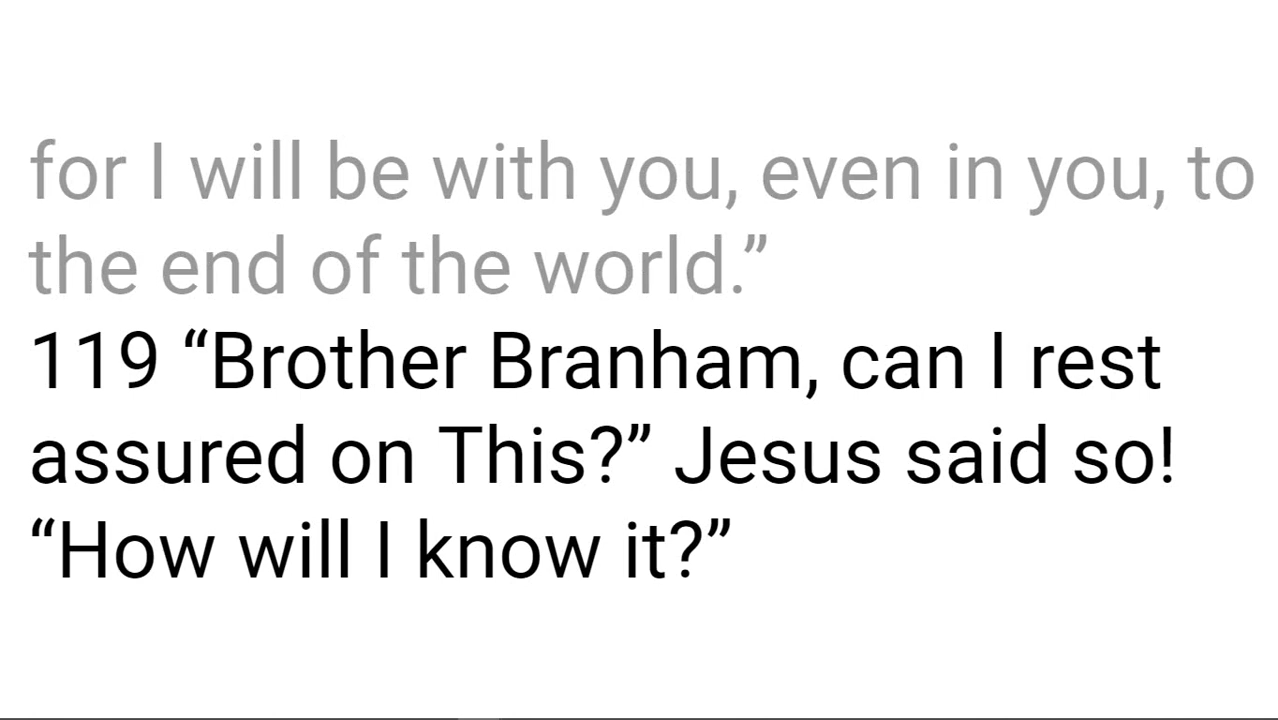 for I will be with you, even in you, to
the end of the world.”
119 “Brother Branham, can I rest
assured on This?” Jesus said so!
“How will I know it?”